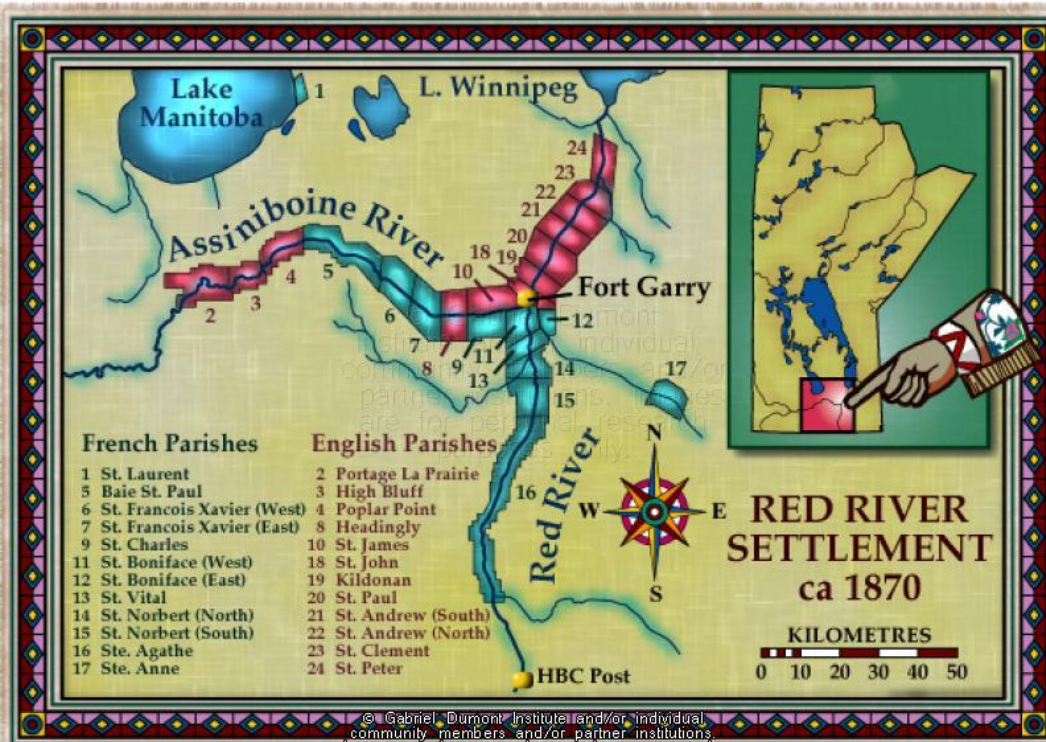 Lake
Manitoba
1
L. Winnipeg
Assiniboine River
24
23
22
21
20
19
18
10
5
4
3
2
6
7
8
9
11
13
12
14
15
16
17
Fort Garry
Red River
HBC Post
French Parishes
1 St. Laurent
5 Baie St. Paul
6 St. Francois Xavier (West)
7 St. Francois Xavier (East)
9 St. Charles
11 St. Boniface (West)
12 St. Boniface (East)
13 St. Vital
14 St. Norbert (North)
15 St. Norbert (South)
16 Ste. Agathe
17 Ste. Anne
English Parishes
2 Portage La Prairie
3 High Bluff
4 Poplar Point
8 Headingly
10 St. James
18 St. John
19 Kildonan
20 St. Paul
21 St. Andrew (South)
22 St. Andrew (North)
23 St. Clement
24 St. Peter
N
W E
S
RED RIVER
SETTLEMENT
ca 1870
KILOMETRES
0 10 20 30 40 50
© Gabriel Dumont Institute and/or individual
community members and/or partner institutions.